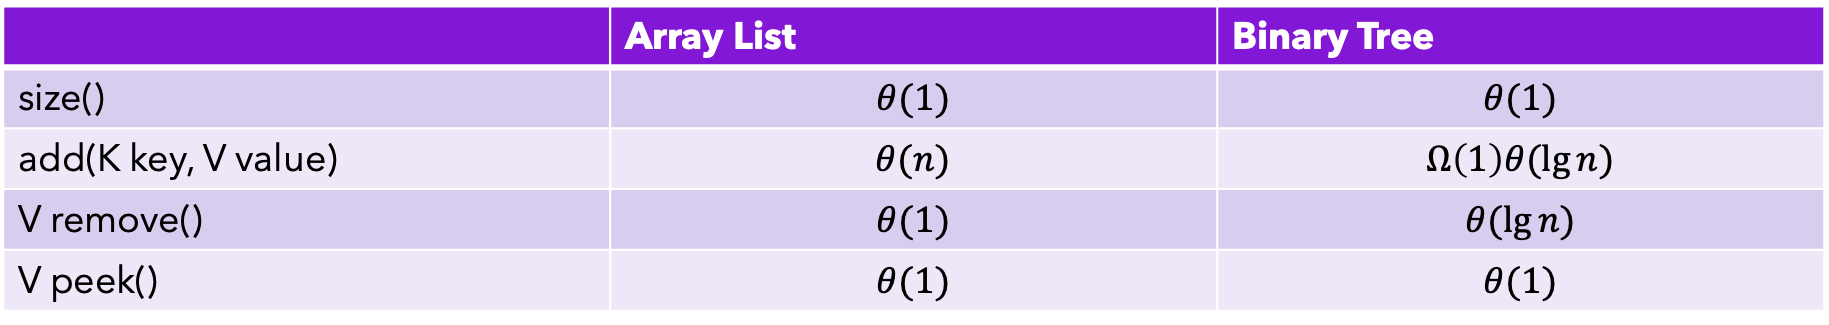 Array List Binary Tree
size() θ(1) θ(1)
add(K key, V value) θ(n) Ω(1)θ(lg n)
V remove() θ(1) θ(lg n)
V peek() θ(1) θ(1)